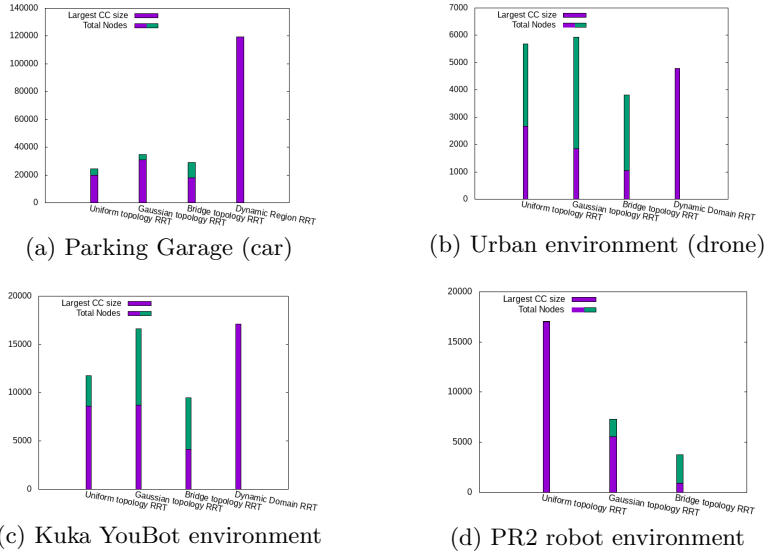 140000
120000
100000
80000
60000
40000
20000
0
Largest CC size
Total Nodes
Uniform topology RRT
Gaussian topology RRT
Bridge topology RRT
Dynamic Region RRT
(a) Parking Garage (car)
7000
6000
5000
4000
3000
2000
1000
0
Largest CC size
Total Nodes
Uniform topology RRT
Gaussian topology RRT
Bridge topology RRT
Dynamic Domain RRT
(b) Urban environment (drone)
20000
15000
10000
5000
0
Largest CC size
Total Nodes
Uniform topology RRT
Gaussian topology RRT
Bridge topology RRT
Dynamic Domain RRT
(c) Kuka YouBot environment
20000
15000
10000
5000
0
Largest CC size
Total Nodes
Uniform topology RRT
Gaussian topology RRT
Bridge topology RRT
(d) PR2 robot environment